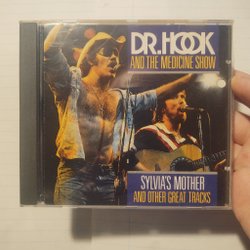 DR. HOOK
AND THE MEDICINE SHOW
SYLVIA'S MOTHER
AND OTHER GREAT TRACKS